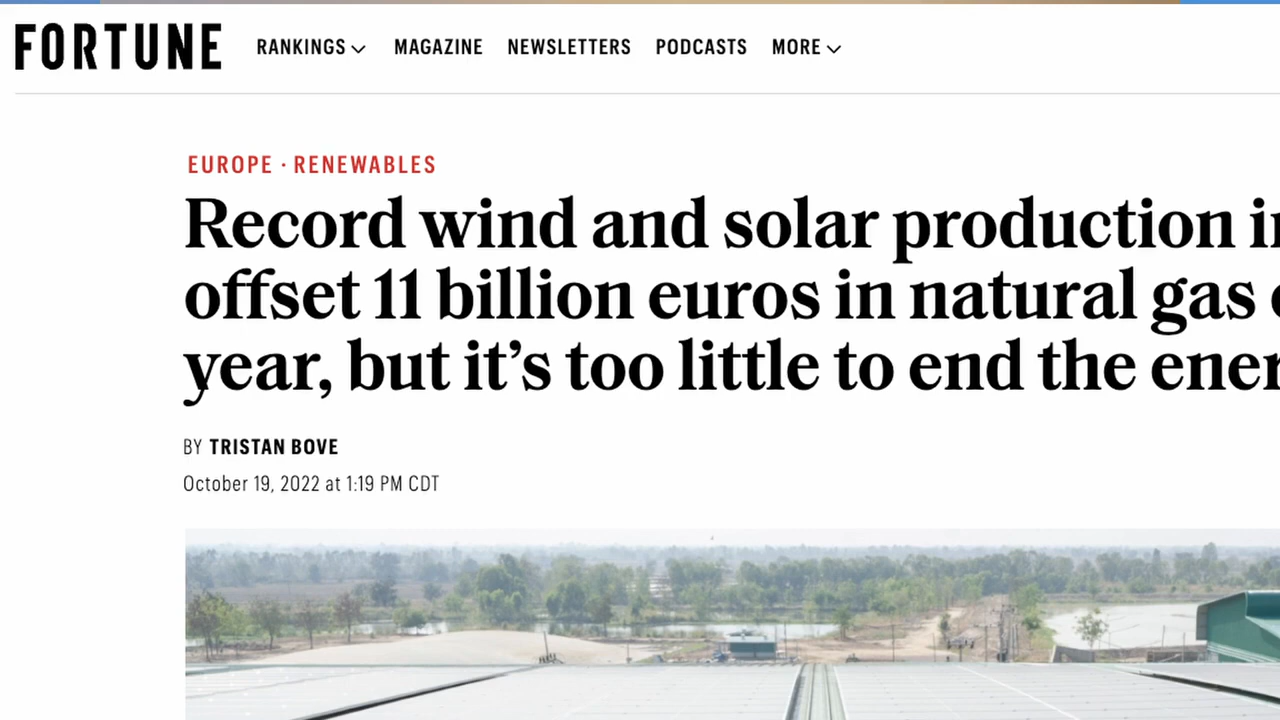 FORTUNE RANKINGS MAGAZINE NEWSLETTERS PODCASTS MORE
EUROPE · RENEWABLES
Record wind and solar production
offset 11 billion euros in natural gas
year, but it’s too little to end the
BY TRISTAN BOVE
October 19, 2022 at 1:19 PM CDT